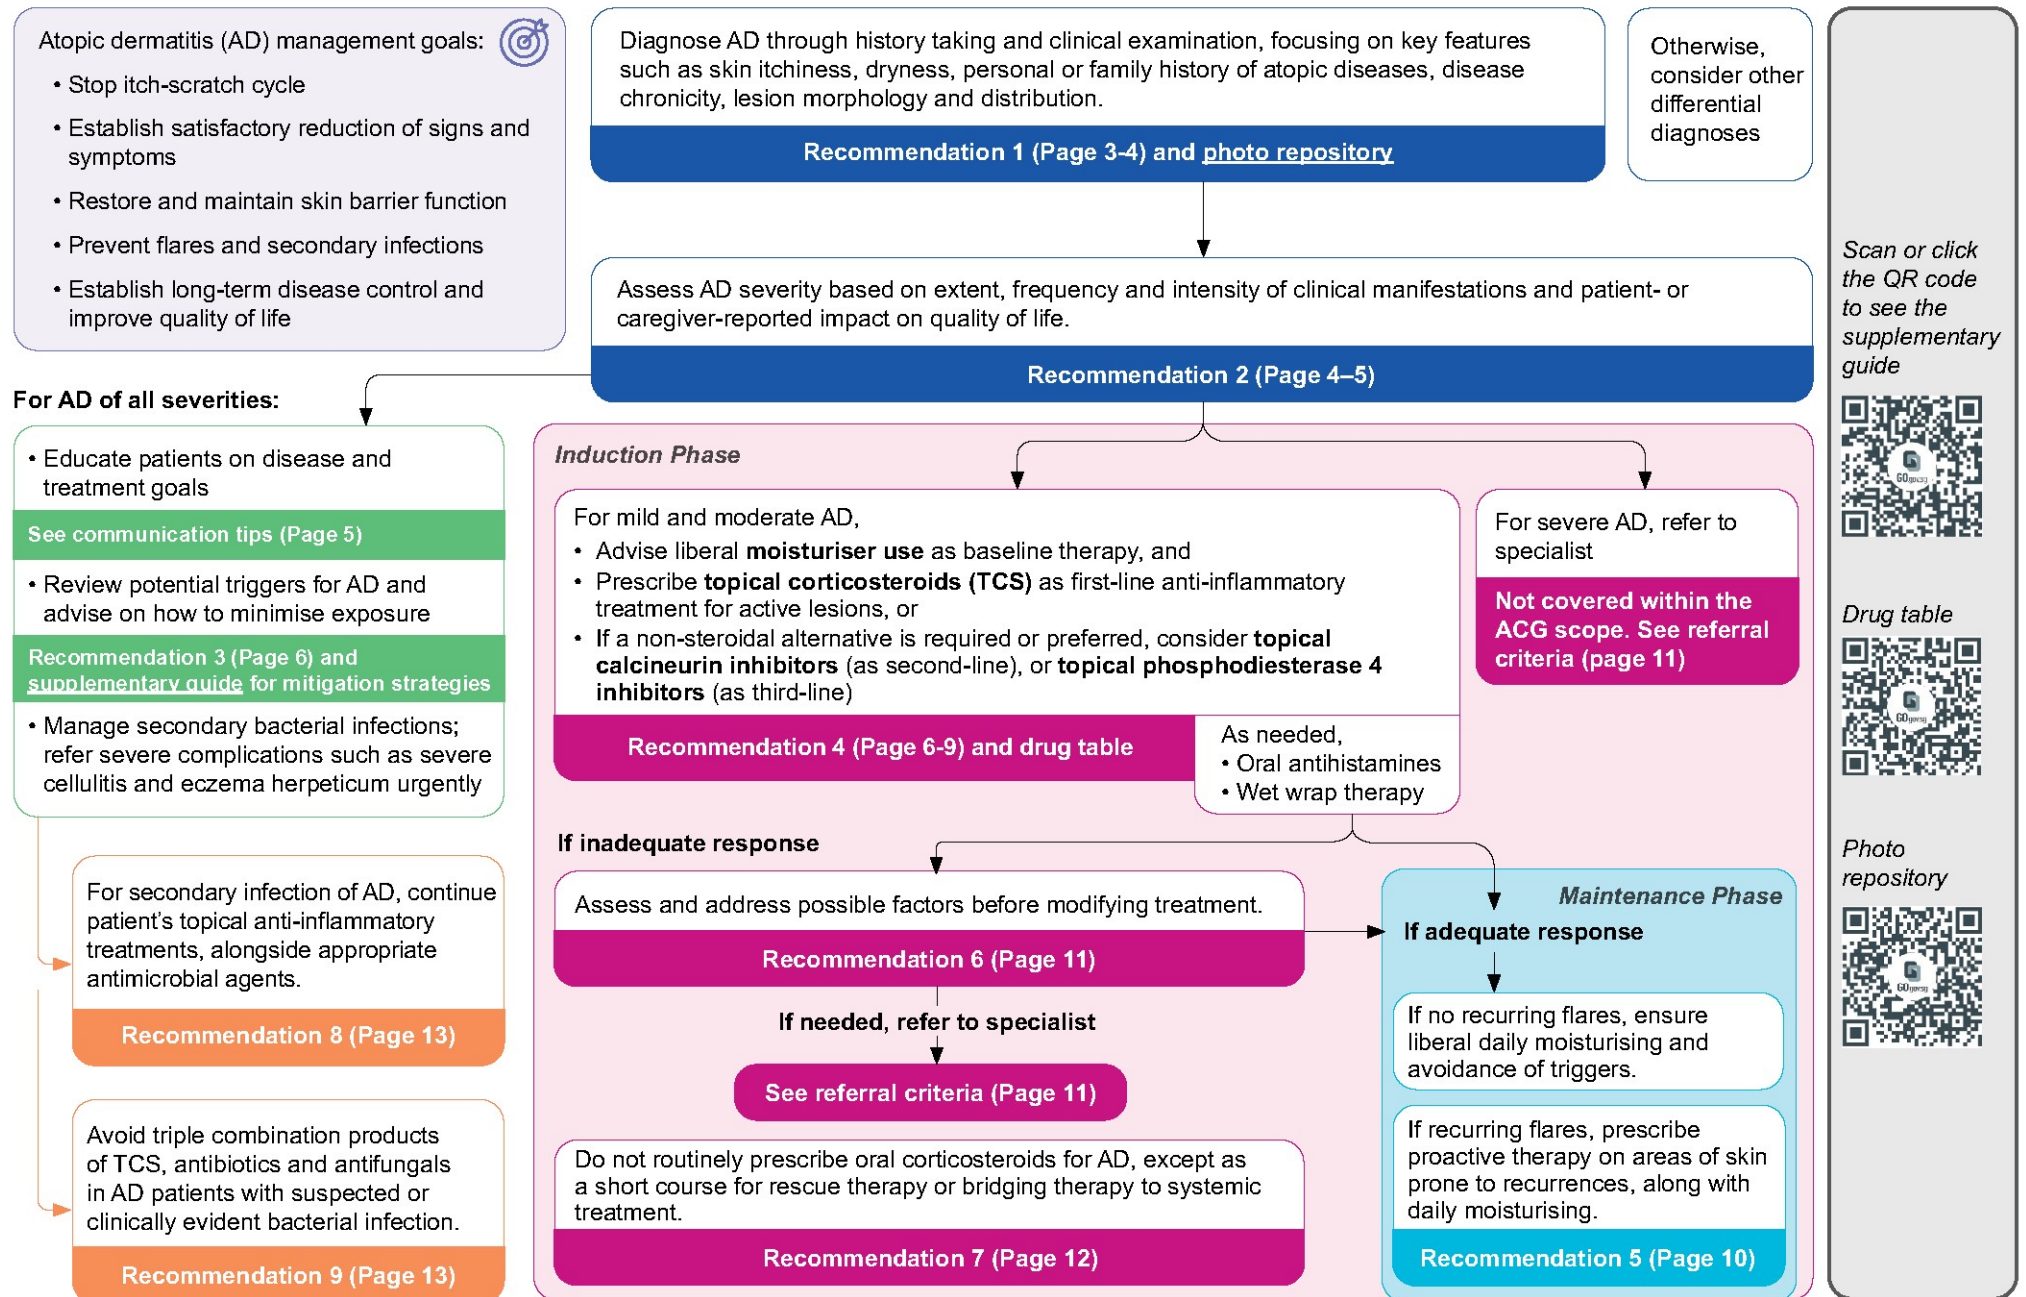 Atopic dermatitis (AD) management goals:
• Stop itch-scratch cycle
• Establish satisfactory reduction of signs and
symptoms
• Restore and maintain skin barrier function
• Prevent flares and secondary infections
• Establish long-term disease control and
improve quality of life
Diagnose AD through history taking and clinical examination, focusing on key features
such as skin itchiness, dryness, personal or family history of atopic diseases, disease
chronicity, lesion morphology and distribution.
Recommendation 1 (Page 3-4) and photo repository
Otherwise,
consider other
differential
diagnoses
Assess AD severity based on extent, frequency and intensity of clinical manifestations and patient- or
caregiver-reported impact on quality of life.
Recommendation 2 (Page 4–5)
For AD of all severities:
• Educate patients on disease and
treatment goals
See communication tips (Page 5)
• Review potential triggers for AD and
advise on how to minimise exposure
Recommendation 3 (Page 6) and
supplementary guide for mitigation strategies
• Manage secondary bacterial infections;
refer severe complications such as severe
cellulitis and eczema herpeticum urgently
For secondary infection of AD, continue
patient's topical anti-inflammatory
treatments, alongside appropriate
antimicrobial agents.
Recommendation 8 (Page 13)
Avoid triple combination products
of TCS, antibiotics and antifungals
in AD patients with suspected or
clinically evident bacterial infection.
Recommendation 9 (Page 13)
Induction Phase
For mild and moderate AD,
• Advise liberal moisturiser use as baseline therapy, and
• Prescribe topical corticosteroids (TCS) as first-line anti-inflammatory
treatment for active lesions, or
• If a non-steroidal alternative is required or preferred, consider topical
calcineurin inhibitors (as second-line), or topical phosphodiesterase 4
inhibitors (as third-line)
Recommendation 4 (Page 6-9) and drug table
As needed,
• Oral antihistamines
• Wet wrap therapy
For severe AD, refer to
specialist
Not covered within the
ACG scope. See referral
criteria (page 11)
If inadequate response
Assess and address possible factors before modifying treatment.
Recommendation 6 (Page 11)
If needed, refer to specialist
See referral criteria (Page 11)
Do not routinely prescribe oral corticosteroids for AD, except as
a short course for rescue therapy or bridging therapy to systemic
treatment.
Recommendation 7 (Page 12)
Maintenance Phase
If adequate response
If no recurring flares, ensure
liberal daily moisturising and
avoidance of triggers.
If recurring flares, prescribe
proactive therapy on areas of skin
prone to recurrences, along with
daily moisturising.
Recommendation 5 (Page 10)
Scan or click
the QR code
to see the
supplementary
guide
GOgovsg
Drug table
GOgovsg
Photo
repository
GOgovsg